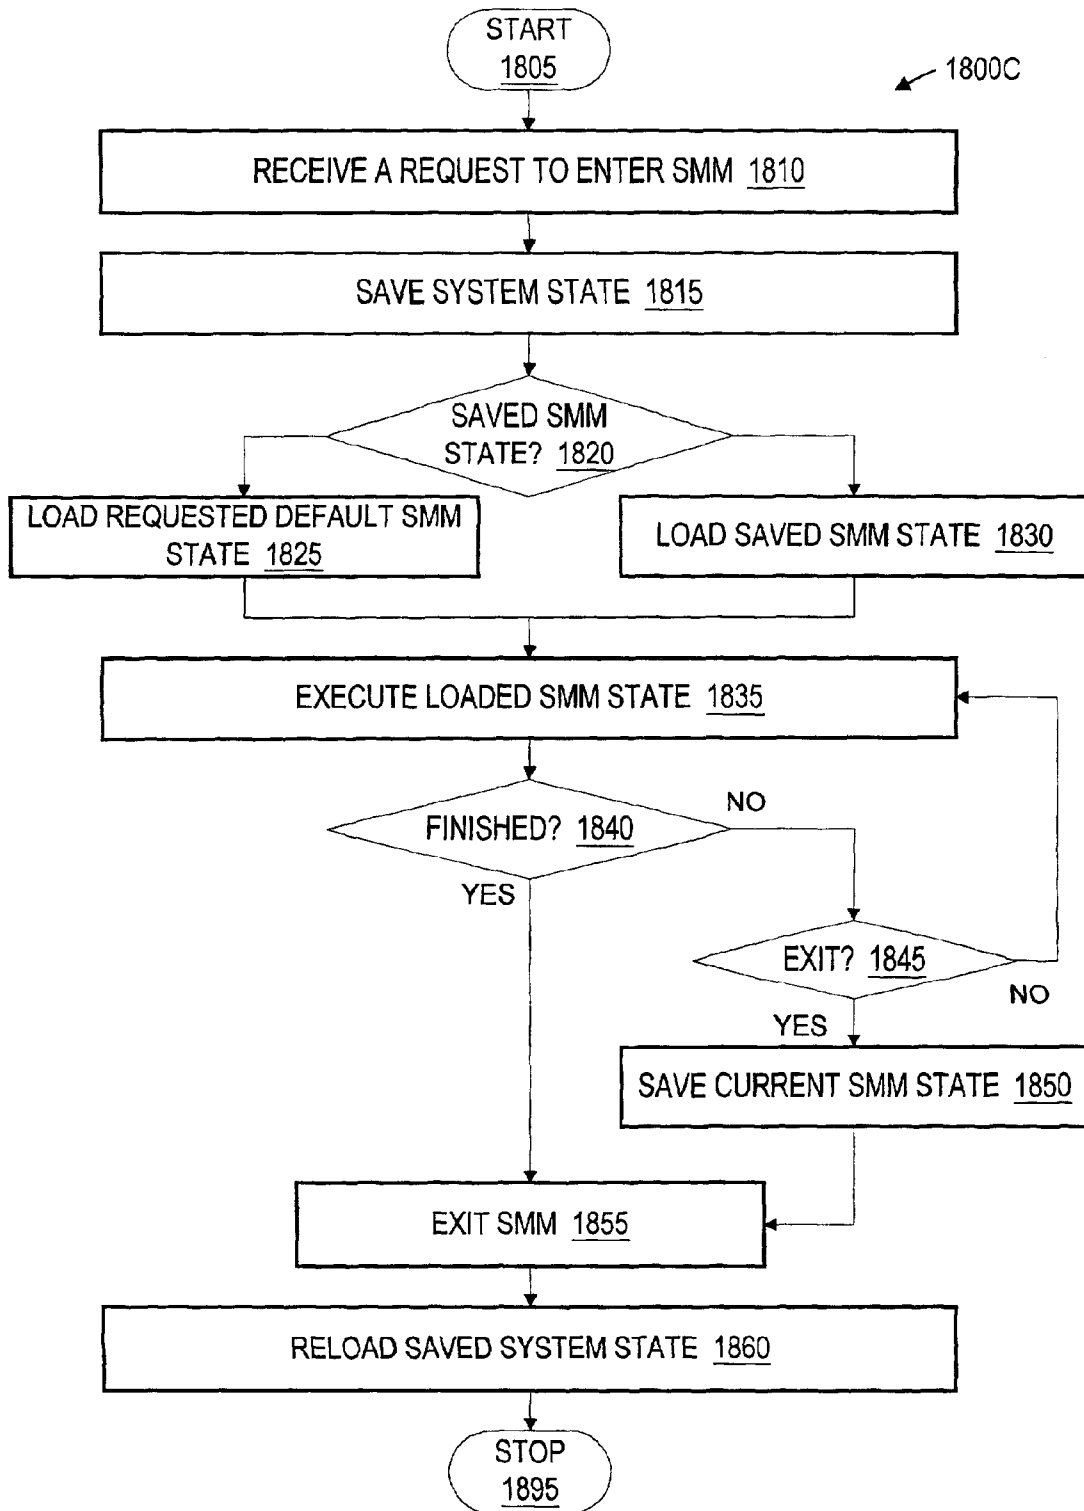 START
1805
1800C
RECEIVE A REQUEST TO ENTER SMM 1810
SAVE SYSTEM STATE 1815
SAVED SMM
STATE? 1820
LOAD REQUESTED DEFAULT SMM
STATE 1825
LOAD SAVED SMM STATE 1830
EXECUTE LOADED SMM STATE 1835
NO
FINISHED? 1840
YES
EXIT? 1845
NO
YES
SAVE CURRENT SMM STATE 1850
EXIT SMM 1855
RELOAD SAVED SYSTEM STATE 1860
STOP
1895